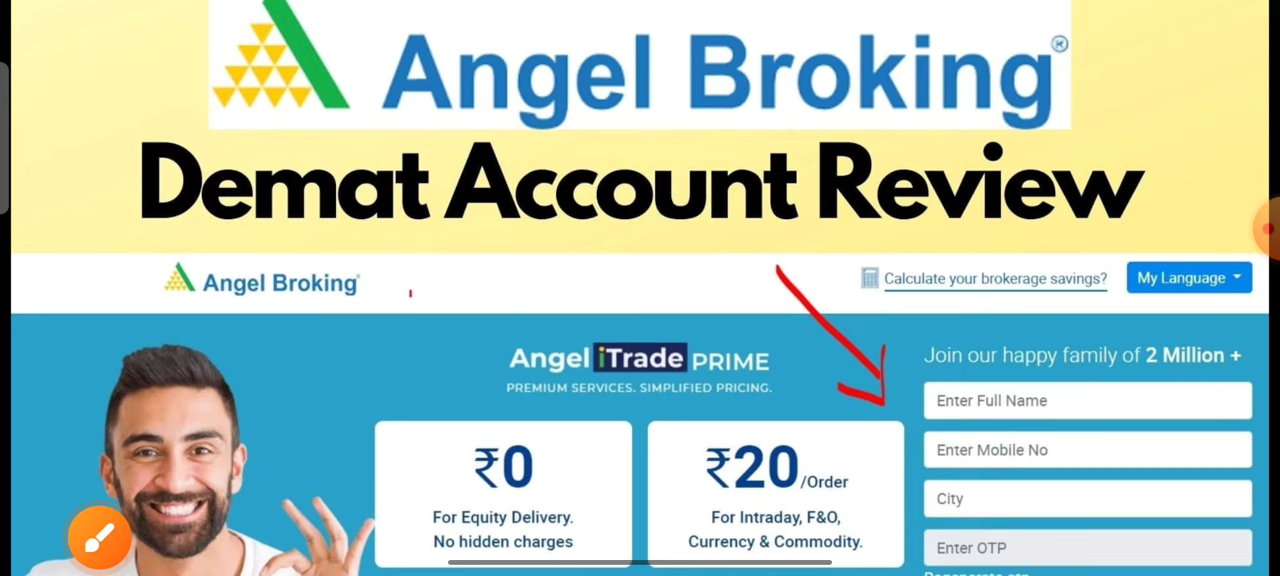 Angel Broking®
Demat Account Review
Angel Broking
Calculate your brokerage savings?
My Language
Angel iTrade PRIME
PREMIUM SERVICES. SIMPLIFIED PRICING.
Join our happy family of 2 Million +
Enter Full Name
Enter Mobile No
City
Enter OTP
₹0
For Equity Delivery.
No hidden charges
₹20/Order
For Intraday, F&O,
Currency & Commodity.